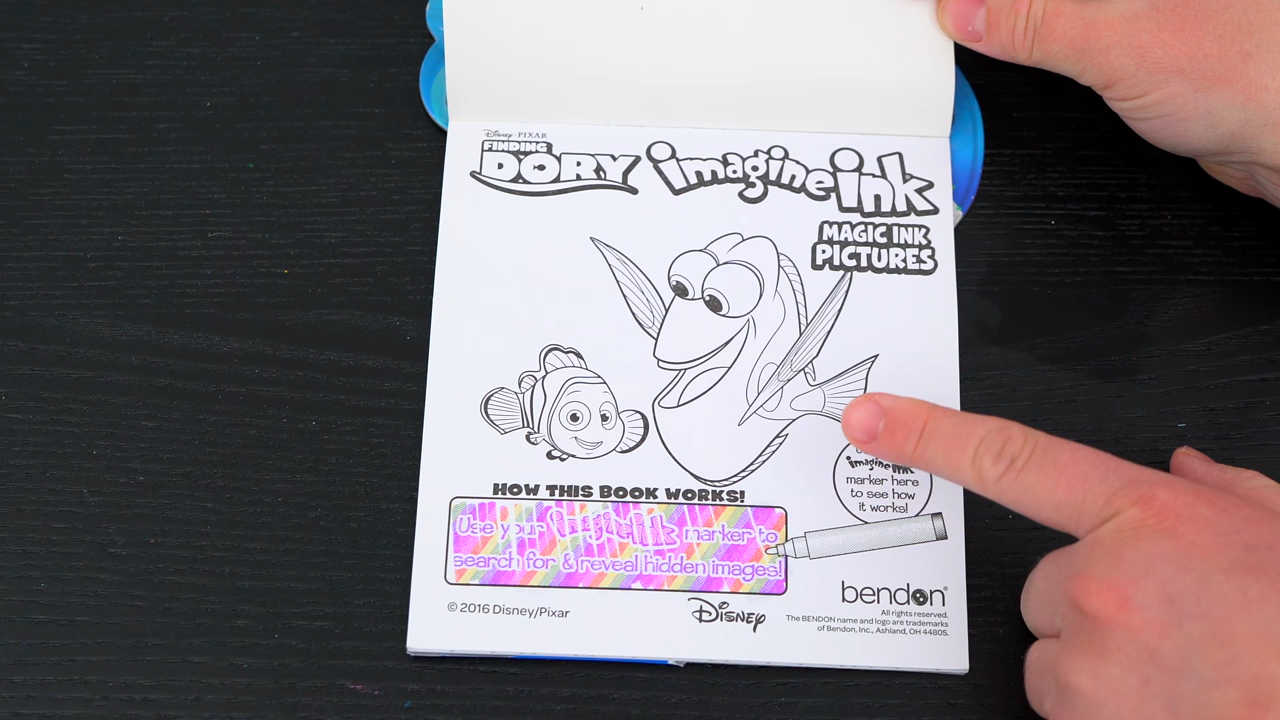 Disney · PIXAR
FINDING
DORY
imagine ink
MAGIC INK
PICTURES
imagine ink
marker here
to see how
it works!
HOW THIS BOOK WORKS!
Use your imagine ink marker to
search for & reveal hidden images!
bendon®
All rights reserved.
The BENDON name and logo are trademarks
of Bendon, Inc., Ashland, OH 44805.
© 2016 Disney/Pixar
Disney